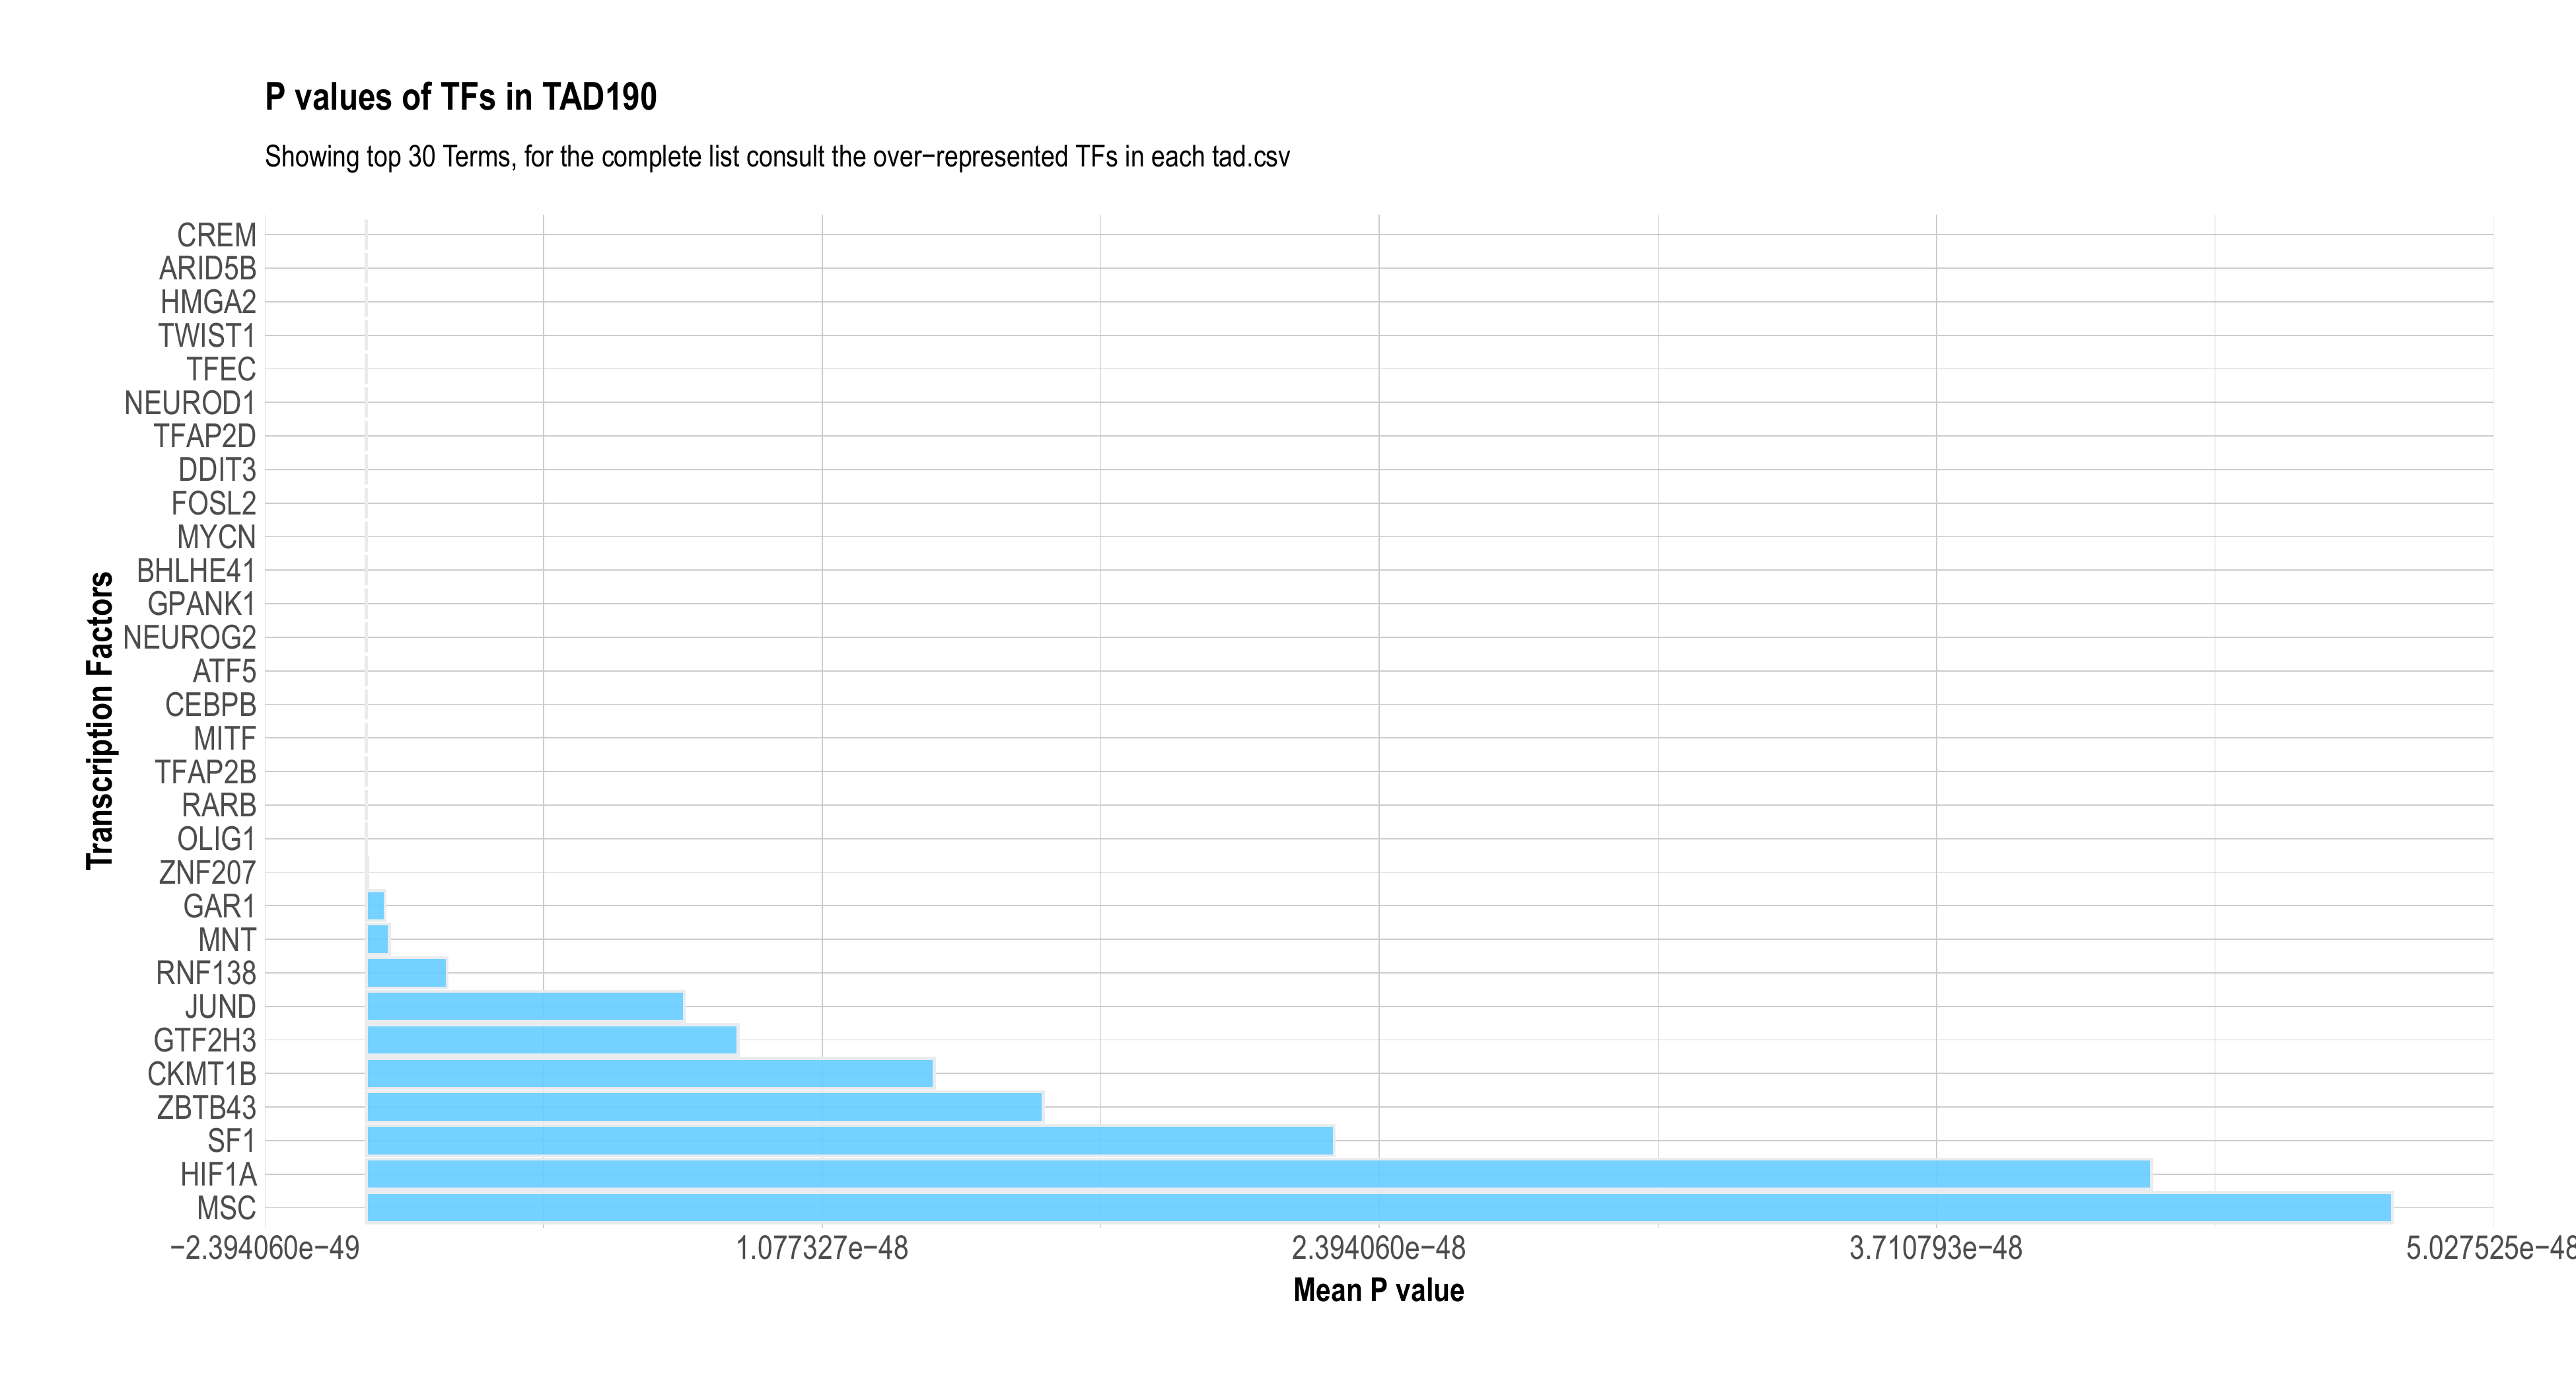 P values of TFs in TAD190
Showing top 30 Terms, for the complete list consult the over−represented TFs in each tad.csv
Transcription Factors
CREM
ARID5B
HMGA2
TWIST1
TFEC
NEUROD1
TFAP2D
DDIT3
FOSL2
MYCN
BHLHE41
GPANK1
NEUROG2
ATF5
CEBPB
MITF
TFAP2B
RARB
OLIG1
ZNF207
GAR1
MNT
RNF138
JUND
GTF2H3
CKMT1B
ZBTB43
SF1
HIF1A
MSC
−2.394060e−49 1.077327e−48 2.394060e−48 3.710793e−48 5.027525e−48
Mean P value